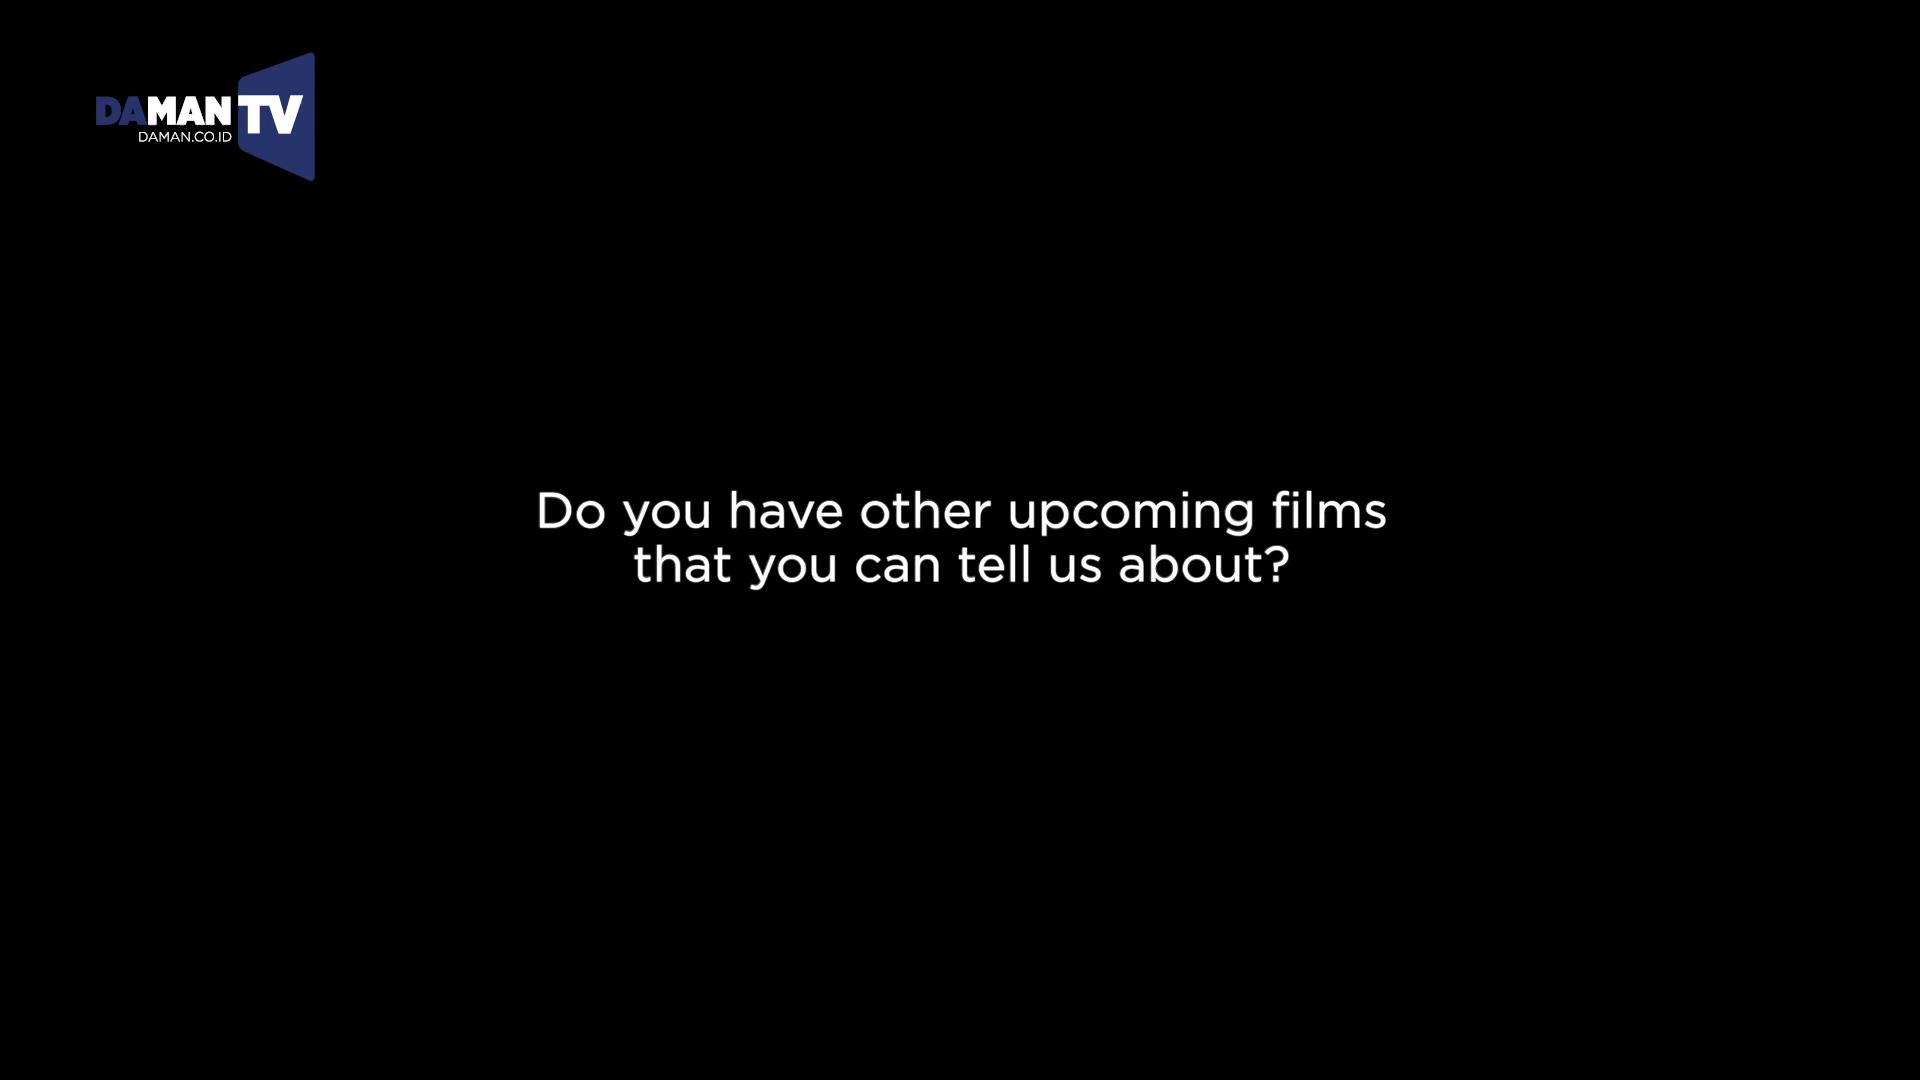 DAMAN TV
DAMAN.CO.ID
Do you have other upcoming films
that you can tell us about?